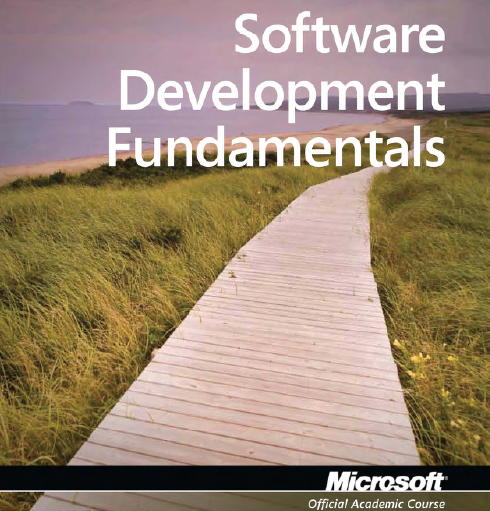 Software
Development
Fundamentals
Microsoft
Official Academic Course